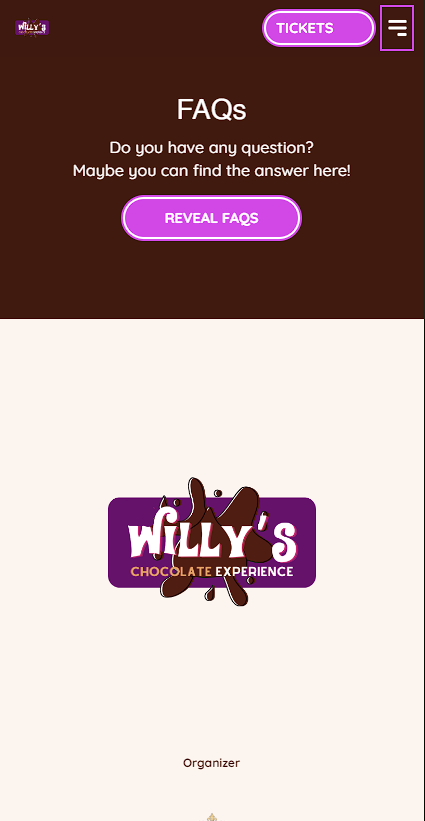 WiLLY'S
TICKETS
FAQs
Do you have any question?
Maybe you can find the answer here!
REVEAL FAQS
WiLLY'S
CHOCOLATE EXPERIENCE
Organizer